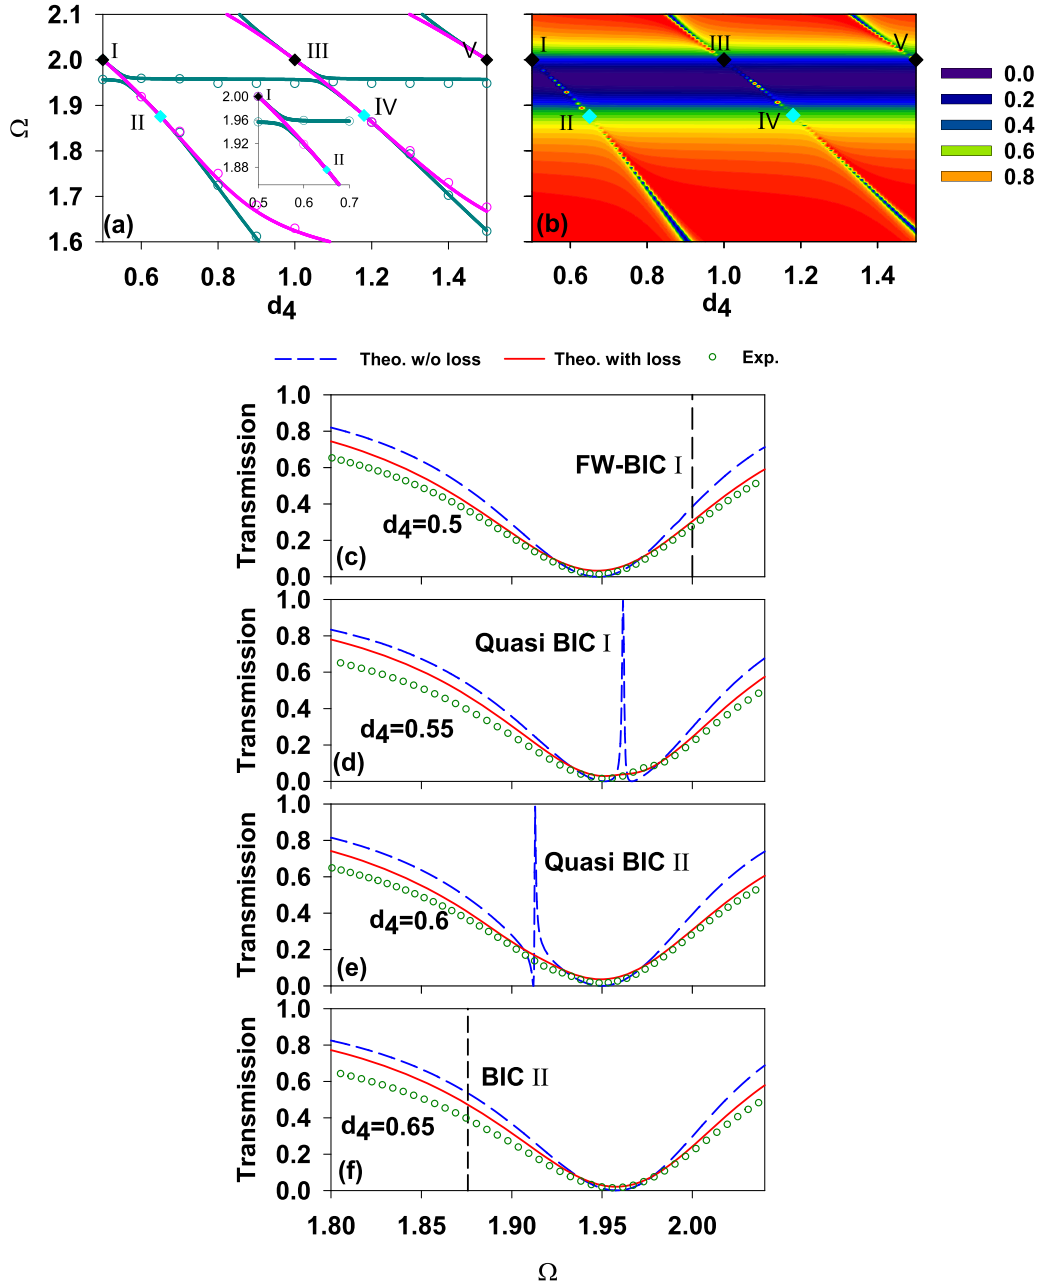 2.1
2.0
1.9
1.8
1.7
1.6
Ω
I
II
III
IV
V
2.00
1.96
1.92
1.88
I
II
0.5 0.6 0.7
(a)
0.6 0.8 1.0 1.2 1.4
d4
I
II
III
IV
V
(b)
0.6 1.0 1.2 1.4
d4
0.0
0.2
0.4
0.6
0.8
Theo. w/o loss Theo. with loss Exp.
Transmission
1.0
0.8
0.6
0.4
0.2
0.0
FW-BIC I
d4=0.5
(c)
Transmission
1.0
0.8
0.6
0.4
0.2
0.0
Quasi BIC I
d4=0.55
(d)
Transmission
1.0
0.8
0.6
0.4
0.2
0.0
Quasi BIC II
d4=0.6
(e)
Transmission
1.0
0.8
0.6
0.4
0.2
0.0
BIC II
d4=0.65
(f)
1.80 1.85 1.90 1.95 2.00
Ω